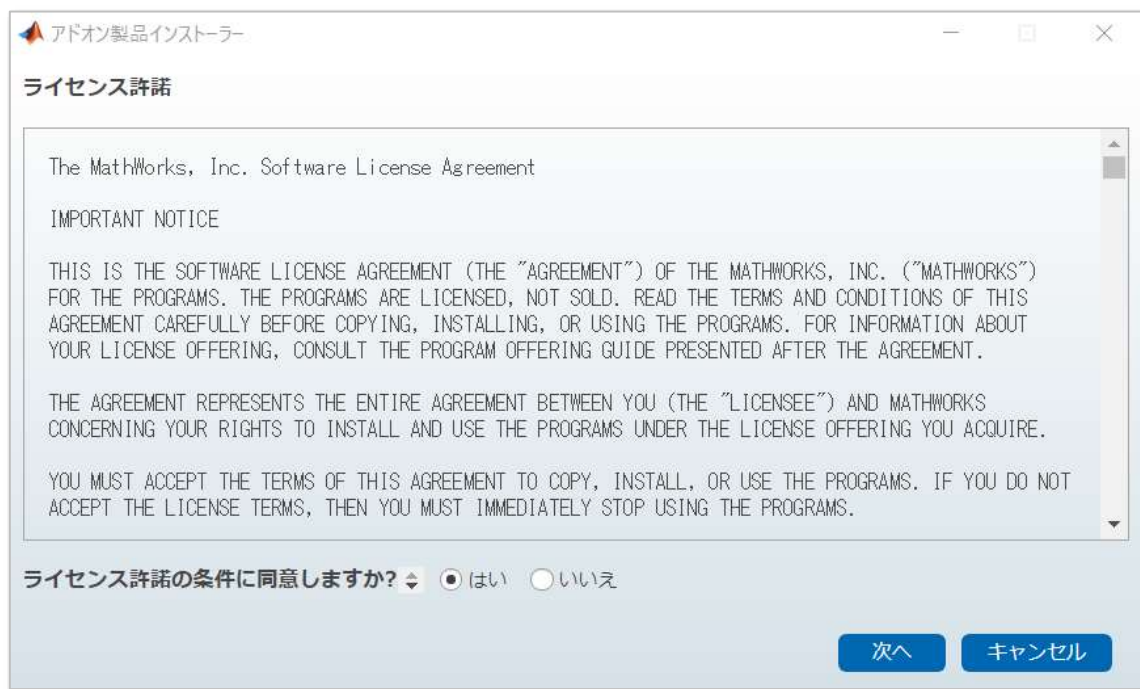 アドオン製品インストーラー
ライセンス許諾
The MathWorks, Inc. Software License Agreement
IMPORTANT NOTICE
THIS IS THE SOFTWARE LICENSE AGREEMENT (THE "AGREEMENT") OF THE MATHWORKS, INC. ("MATHWORKS")
FOR THE PROGRAMS. THE PROGRAMS ARE LICENSED, NOT SOLD. READ THE TERMS AND CONDITIONS OF THIS
AGREEMENT CAREFULLY BEFORE COPYING, INSTALLING, OR USING THE PROGRAMS. FOR INFORMATION ABOUT
YOUR LICENSE OFFERING, CONSULT THE PROGRAM OFFERING GUIDE PRESENTED AFTER THE AGREEMENT.
THE AGREEMENT REPRESENTS THE ENTIRE AGREEMENT BETWEEN YOU (THE "LICENSEE") AND MATHWORKS
CONCERNING YOUR RIGHTS TO INSTALL AND USE THE PROGRAMS UNDER THE LICENSE OFFERING YOU ACQUIRE.
YOU MUST ACCEPT THE TERMS OF THIS AGREEMENT TO COPY, INSTALL, OR USE THE PROGRAMS. IF YOU DO NOT
ACCEPT THE LICENSE TERMS, THEN YOU MUST IMMEDIATELY STOP USING THE PROGRAMS.
ライセンス許諾の条件に同意しますか? はい いいえ
次へ キャンセル